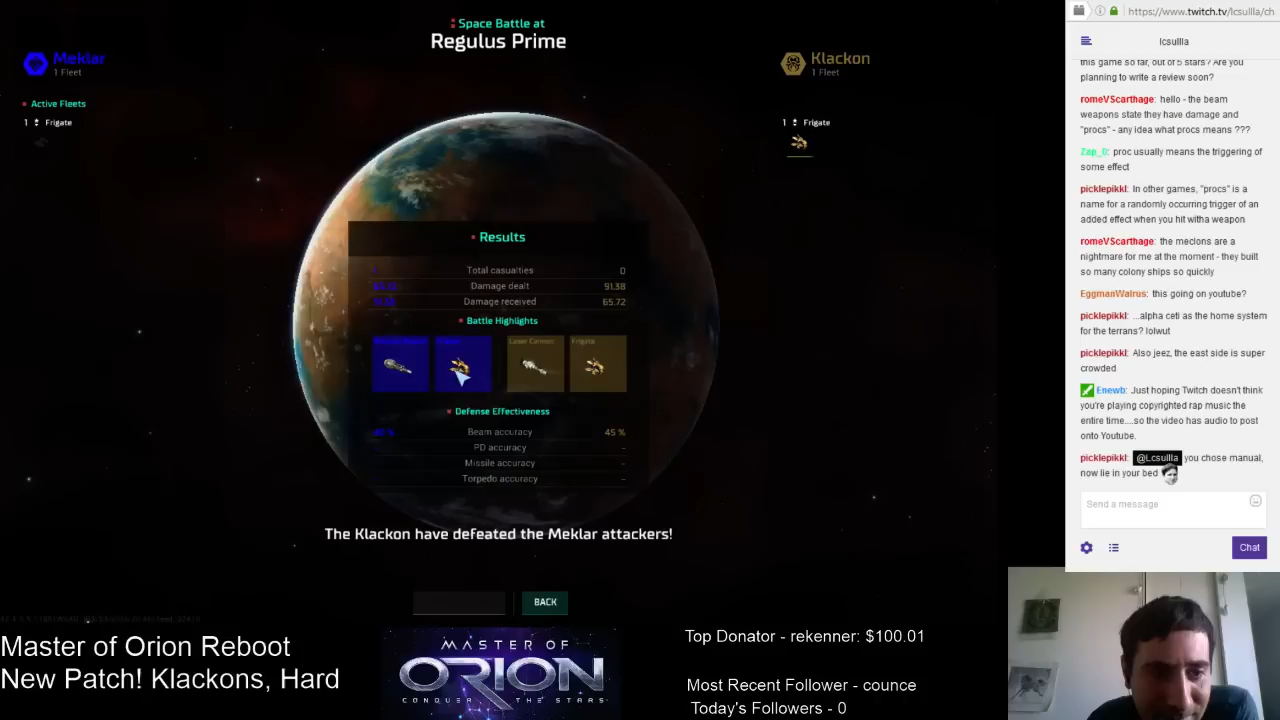 Space Battle at
Regulus Prime
Meklar
1 Fleet
Klackon
1 Fleet
Active Fleets
1 Frigate
1 Frigate
Results
Total casualties 0
Damage dealt 91.38
Damage received 65.72
Battle Highlights
Laser Cannon Frigate
Defense Effectiveness
Beam accuracy 45 %
PD accuracy -
Missile accuracy -
Torpedo accuracy -
The Klackon have defeated the Meklar attackers!
BACK
Master of Orion Reboot
New Patch! Klackons, Hard
MASTER OF
ORION
CONQUER THE STARS
Top Donator - rekenner: $100.01
Most Recent Follower - counce
Today's Followers - 0
https://www.twitch.tv/lcsullla/ch
lcsullla
this game so far, out of 5 stars? Are you
planning to write a review soon?
romeVScarthage: hello - the beam
weapons state they have damage and
"procs" - any idea what procs means ???
Zap_0: proc usually means the triggering of
some effect
picklepikkl: In other games, "procs" is a
name for a randomly occurring trigger of an
added effect when you hit witha weapon
romeVScarthage: the meclons are a
nightmare for me at the moment - they built
so many colony ships so quickly
EggmanWalrus: this going on youtube?
picklepikkl: ...alpha ceti as the home system
for the terrans? lolwut
picklepikkl: Also jeez, the east side is super
crowded
Enewb: Just hoping Twitch doesn't think
you're playing copyrighted rap music the
entire time....so the video has audio to post
onto Youtube.
picklepikkl: @Lcsullla you chose manual,
now lie in your bed
Send a message
Chat